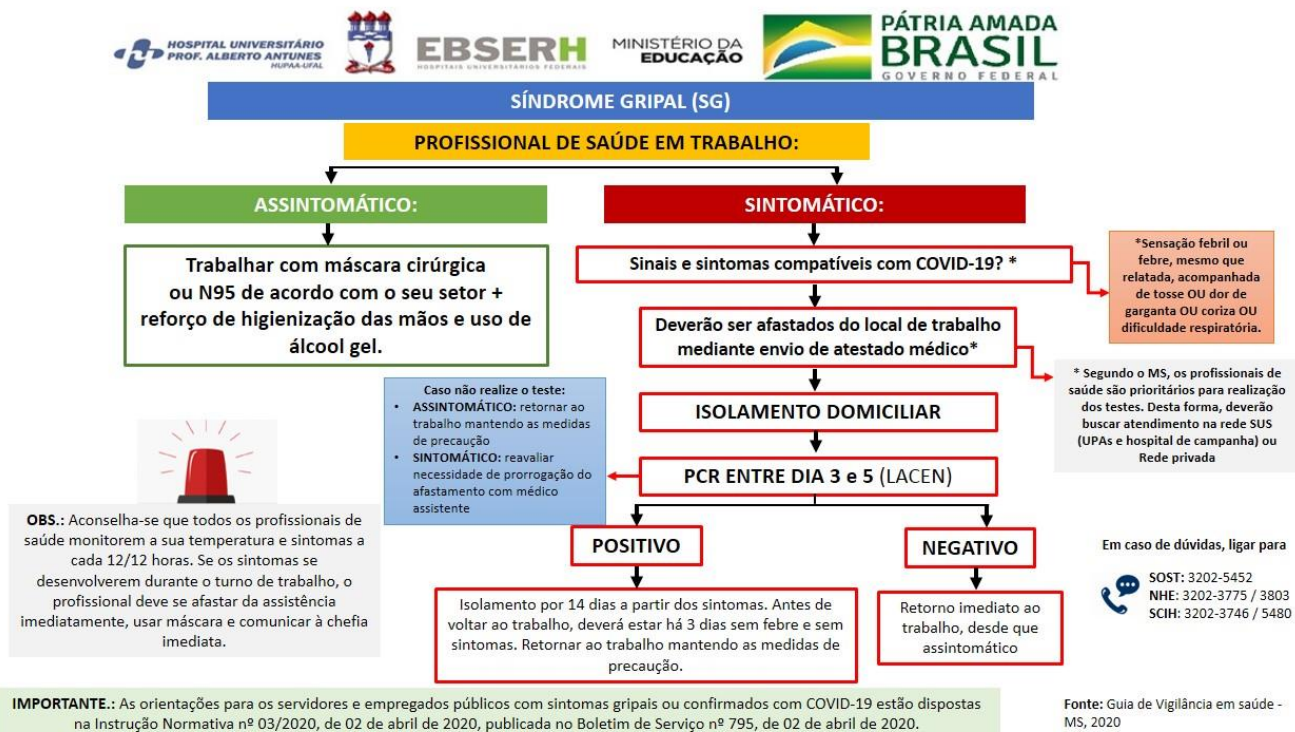 HOSPITAL UNIVERSITÁRIO
PROF. ALBERTO ANTUNES
HUPAA-UFAL
EBSERH
HOSPITAIS UNIVERSITÁRIOS FEDERAIS
MINISTÉRIO DA
EDUCAÇÃO
PÁTRIA AMADA
BRASIL
GOVERNO FEDERAL
SÍNDROME GRIPAL (SG)
PROFISSIONAL DE SAÚDE EM TRABALHO:
ASSINTOMÁTICO:
Trabalhar com máscara cirúrgica
ou N95 de acordo com o seu setor +
reforço de higienização das mãos e uso de
álcool gel.
SINTOMÁTICO:
Sinais e sintomas compatíveis com COVID-19? *
*Sensação febril ou
febre, mesmo que
relatada, acompanhada
de tosse OU dor de
garganta OU coriza OU
dificuldade respiratória.
Deverão ser afastados do local de trabalho
mediante envio de atestado médico*
* Segundo o MS, os profissionais de
saúde são prioritários para realização
dos testes. Desta forma, deverão
buscar atendimento na rede SUS
(UPAs e hospital de campanha) ou
Rede privada
ISOLAMENTO DOMICILIAR
PCR ENTRE DIA 3 e 5 (LACEN)
Caso não realize o teste:
• ASSINTOMÁTICO: retornar ao
trabalho mantendo as medidas
de precaução
• SINTOMÁTICO: reavaliar
necessidade de prorrogação do
afastamento com médico
assistente
POSITIVO
Isolamento por 14 dias a partir dos sintomas. Antes de
voltar ao trabalho, deverá estar há 3 dias sem febre e sem
sintomas. Retornar ao trabalho mantendo as medidas de
precaução.
NEGATIVO
Retorno imediato ao
trabalho, desde que
assintomático
OBS.: Aconselha-se que todos os profissionais de
saúde monitorem a sua temperatura e sintomas a
cada 12/12 horas. Se os sintomas se
desenvolverem durante o turno de trabalho, o
profissional deve se afastar da assistência
imediatamente, usar máscara e comunicar à chefia
imediata.
Em caso de dúvidas, ligar para
SOST: 3202-5452
NHE: 3202-3775 / 3803
SCIH: 3202-3746 / 5480
IMPORTANTE.: As orientações para os servidores e empregados públicos com sintomas gripais ou confirmados com COVID-19 estão dispostas
na Instrução Normativa nº 03/2020, de 02 de abril de 2020, publicada no Boletim de Serviço nº 795, de 02 de abril de 2020.
Fonte: Guia de Vigilância em saúde -
MS, 2020